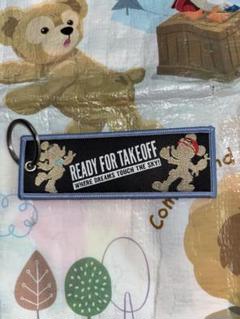 READY FOR TAKEOFF
WHERE DREAMS TOUCH THE SKY!